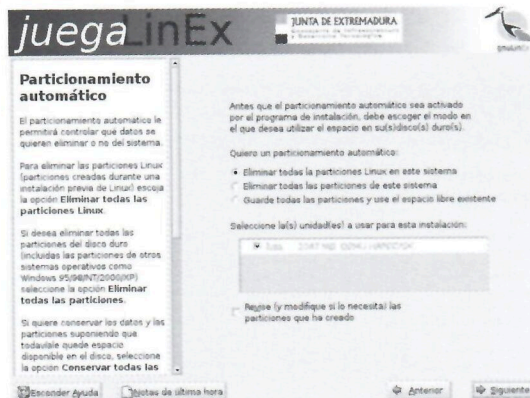 juega LinEx
JUNTA DE EXTREMADURA
Particionamiento
automático
El particionamiento automático le
permitirá controlar que datos se
quieren eliminar o no del sistema.
Para eliminar las particiones Linux
(particiones creadas durante una
instalación previa de Linux) escoja
la opción Eliminar todas las
particiones Linux.
Si desea eliminar todas las
particiones del disco duro
(incluidas las particiones de otros
sistemas operativos como
Windows 95/98/NT/2000/XP)
seleccione la opción Eliminar
todas las particiones.
Si quiere conservar los datos y las
particiones suponiendo que
todavíale quede espacio
disponible en el disco, seleccione
la opción Conservar todas las
Antes que el particionamiento automático sea activado
por el programa de instalación, debe escoger el modo en
el que desea utilizar el espacio en su(s)disco(s) duro(s).
Quiero un particionamiento automático:
Eliminar todas la particiones Linux en este sistema
Eliminar todas las particiones de este sistema
Guarde todas las particiones y use el espacio libre existente
Seleccione la(s) unidad(es) a usar para esta instalación:
Revise (y modifique si lo necesita) las
particiones que ha creado
Esconder Ayuda
Notas de última hora
Anterior
Siguiente